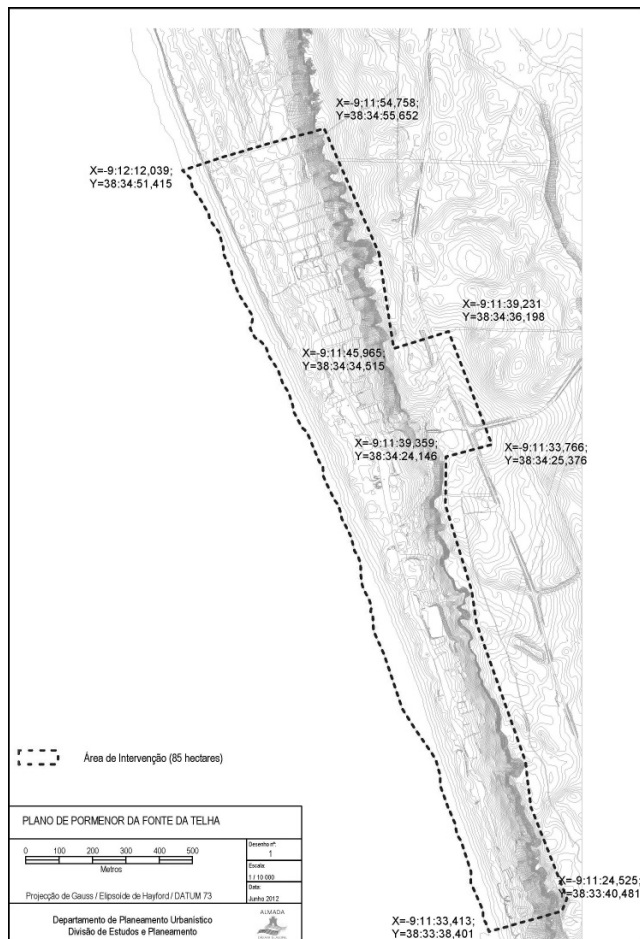 X=-9:11:54,758;
Y=38:34:55,652
X=-9:12:12,039;
Y=38:34:51,415
X=-9:11:39,231
Y=38:34:36,198
X=-9:11:45,965;
Y=38:34:34,515
X=-9:11:39,359;
Y=38:34:24,146
X=-9:11:33,766;
Y=38:34:25,376
Área de Intervenção (85 hectares)
X=-9:11:24,525;
Y=38:33:40,481
X=-9:11:33,413;
Y=38:33:38,401
PLANO DE PORMENOR DA FONTE DA TELHA
0 100 200 300 400 500
Metros
Projecção de Gauss / Elipsoide de Hayford / DATUM 73
Desenho nº:
1
Escala:
1 / 10 000
Data:
Junho 2012
Departamento de Planeamento Urbanístico
Divisão de Estudos e Planeamento
ALMADA